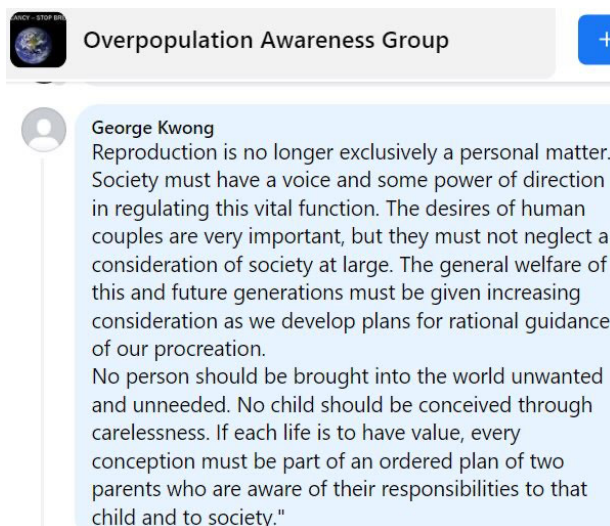 ANCY - STOP BRE
Overpopulation Awareness Group
+
George Kwong
Reproduction is no longer exclusively a personal matter.
Society must have a voice and some power of direction
in regulating this vital function. The desires of human
couples are very important, but they must not neglect a
consideration of society at large. The general welfare of
this and future generations must be given increasing
consideration as we develop plans for rational guidance
of our procreation.
No person should be brought into the world unwanted
and unneeded. No child should be conceived through
carelessness. If each life is to have value, every
conception must be part of an ordered plan of two
parents who are aware of their responsibilities to that
child and to society."